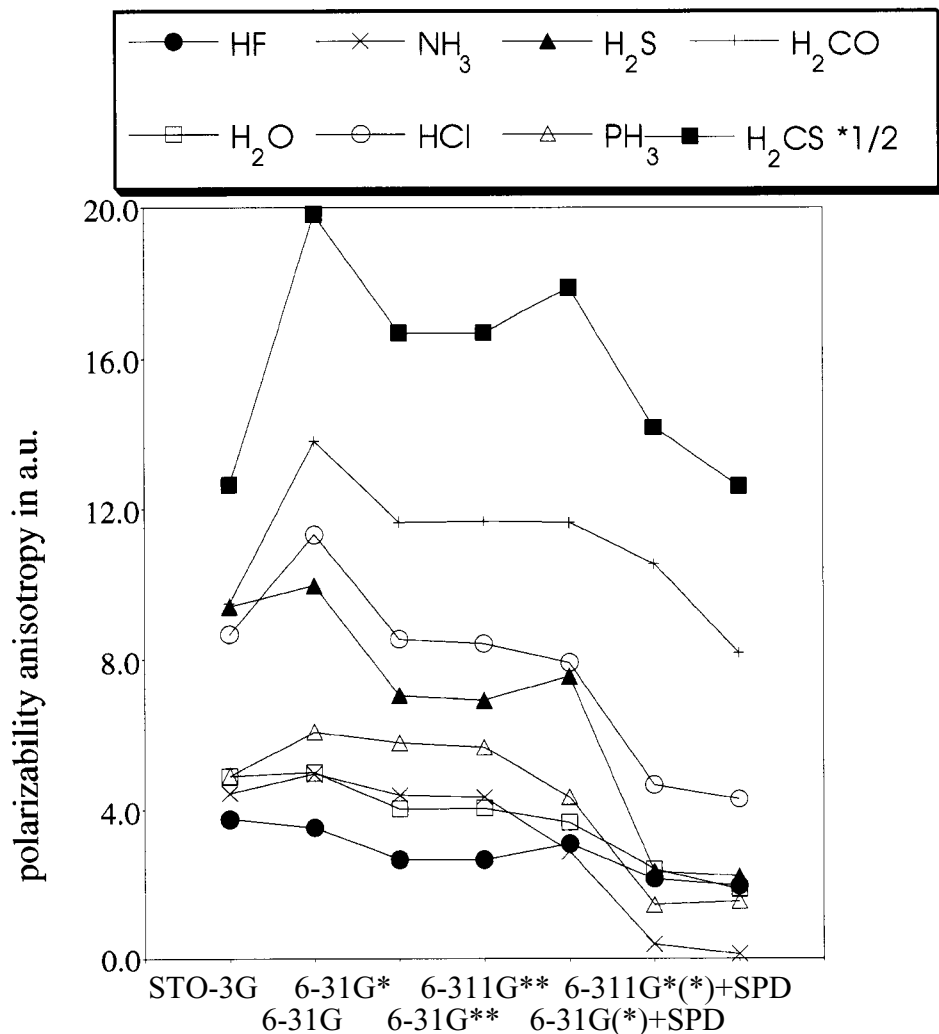 HF NH3 H2S H2CO
H2O HCl PH3 H2CS *1/2
polarizability anisotropy in a.u.
20.0
16.0
12.0
8.0
4.0
0.0
STO-3G 6-31G* 6-311G** 6-311G*(*)+SPD
6-31G 6-31G** 6-31G(*)+SPD